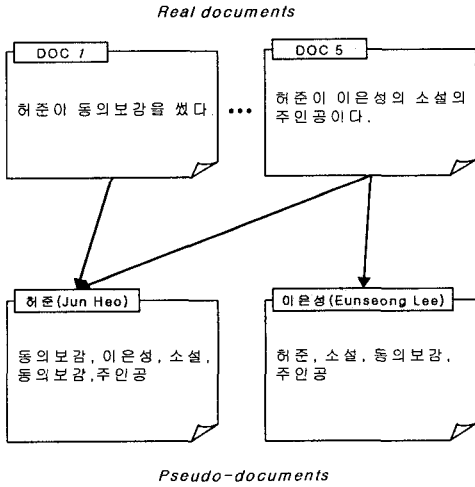 Real documents
DOC 1
허준이 동의보감을 썼다.
...
DOC 5
허준이 이은성의 소설의
주인공이다.
허준(Jun Heo)
동의보감, 이은성, 소설,
동의보감,주인공
이은성(Eunseong Lee)
허준, 소설, 동의보감,
주인공
Pseudo-documents